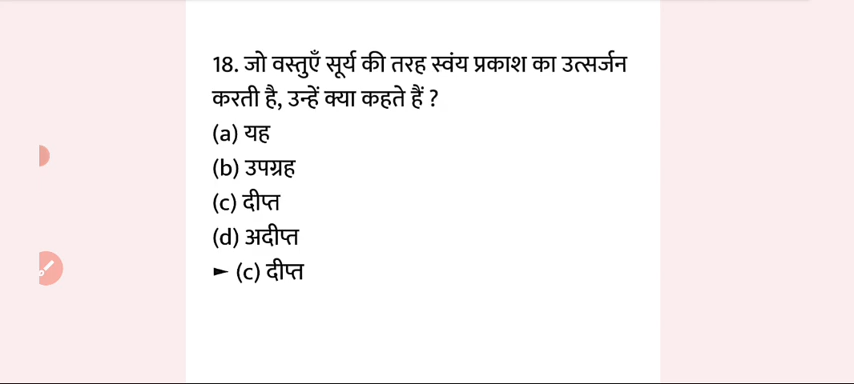 18. जो वस्तुएँ सूर्य की तरह स्वंय प्रकाश का उत्सर्जन
करती है, उन्हें क्या कहते हैं ?
(a) यह
(b) उपग्रह
(c) दीप्त
(d) अदीप्त
► (c) दीप्त